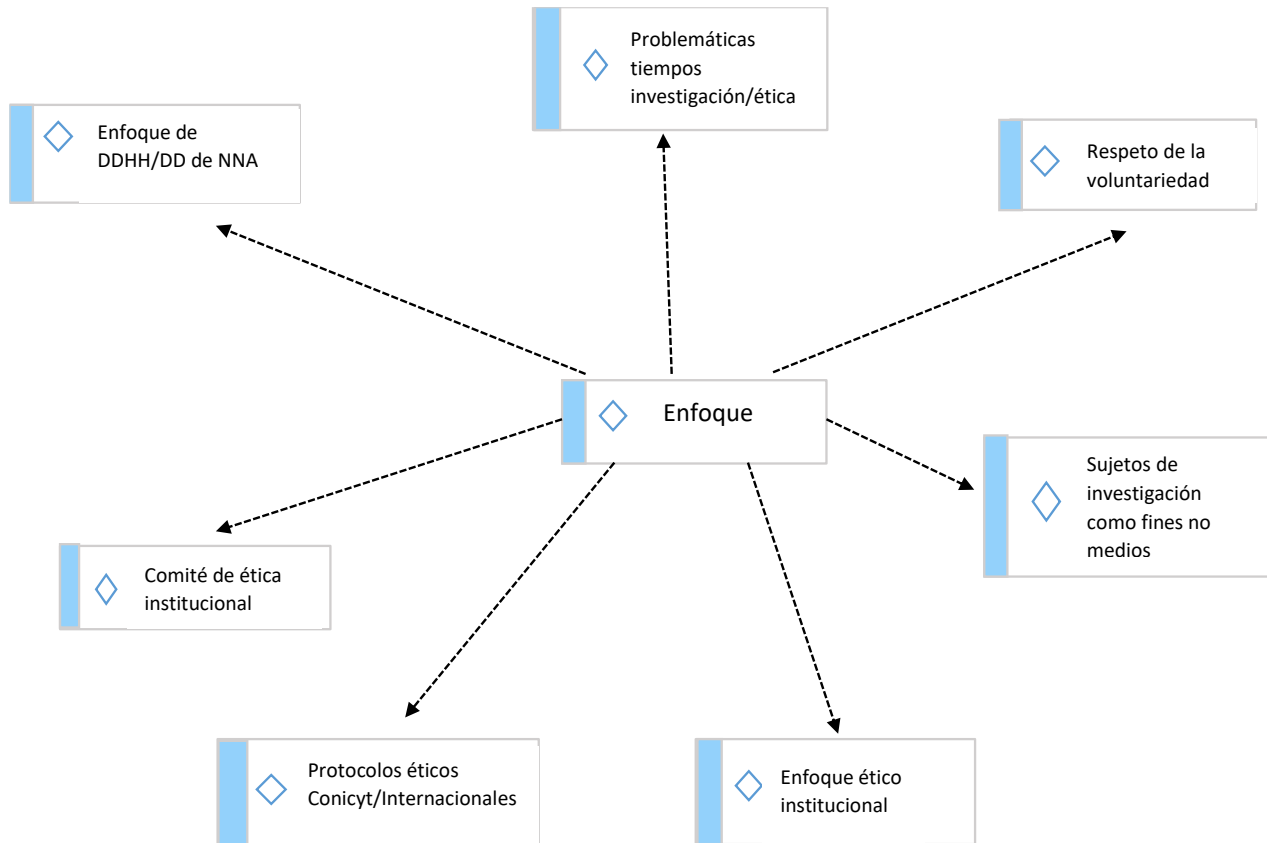 Problemáticas
tiempos
investigación/ética
Enfoque de
DDHH/DD de NNA
Respeto de la
voluntariedad
Enfoque
Sujetos de
investigación
como fines no
medios
Comité de ética
institucional
Protocolos éticos
Conicyt/Internacionales
Enfoque ético
institucional